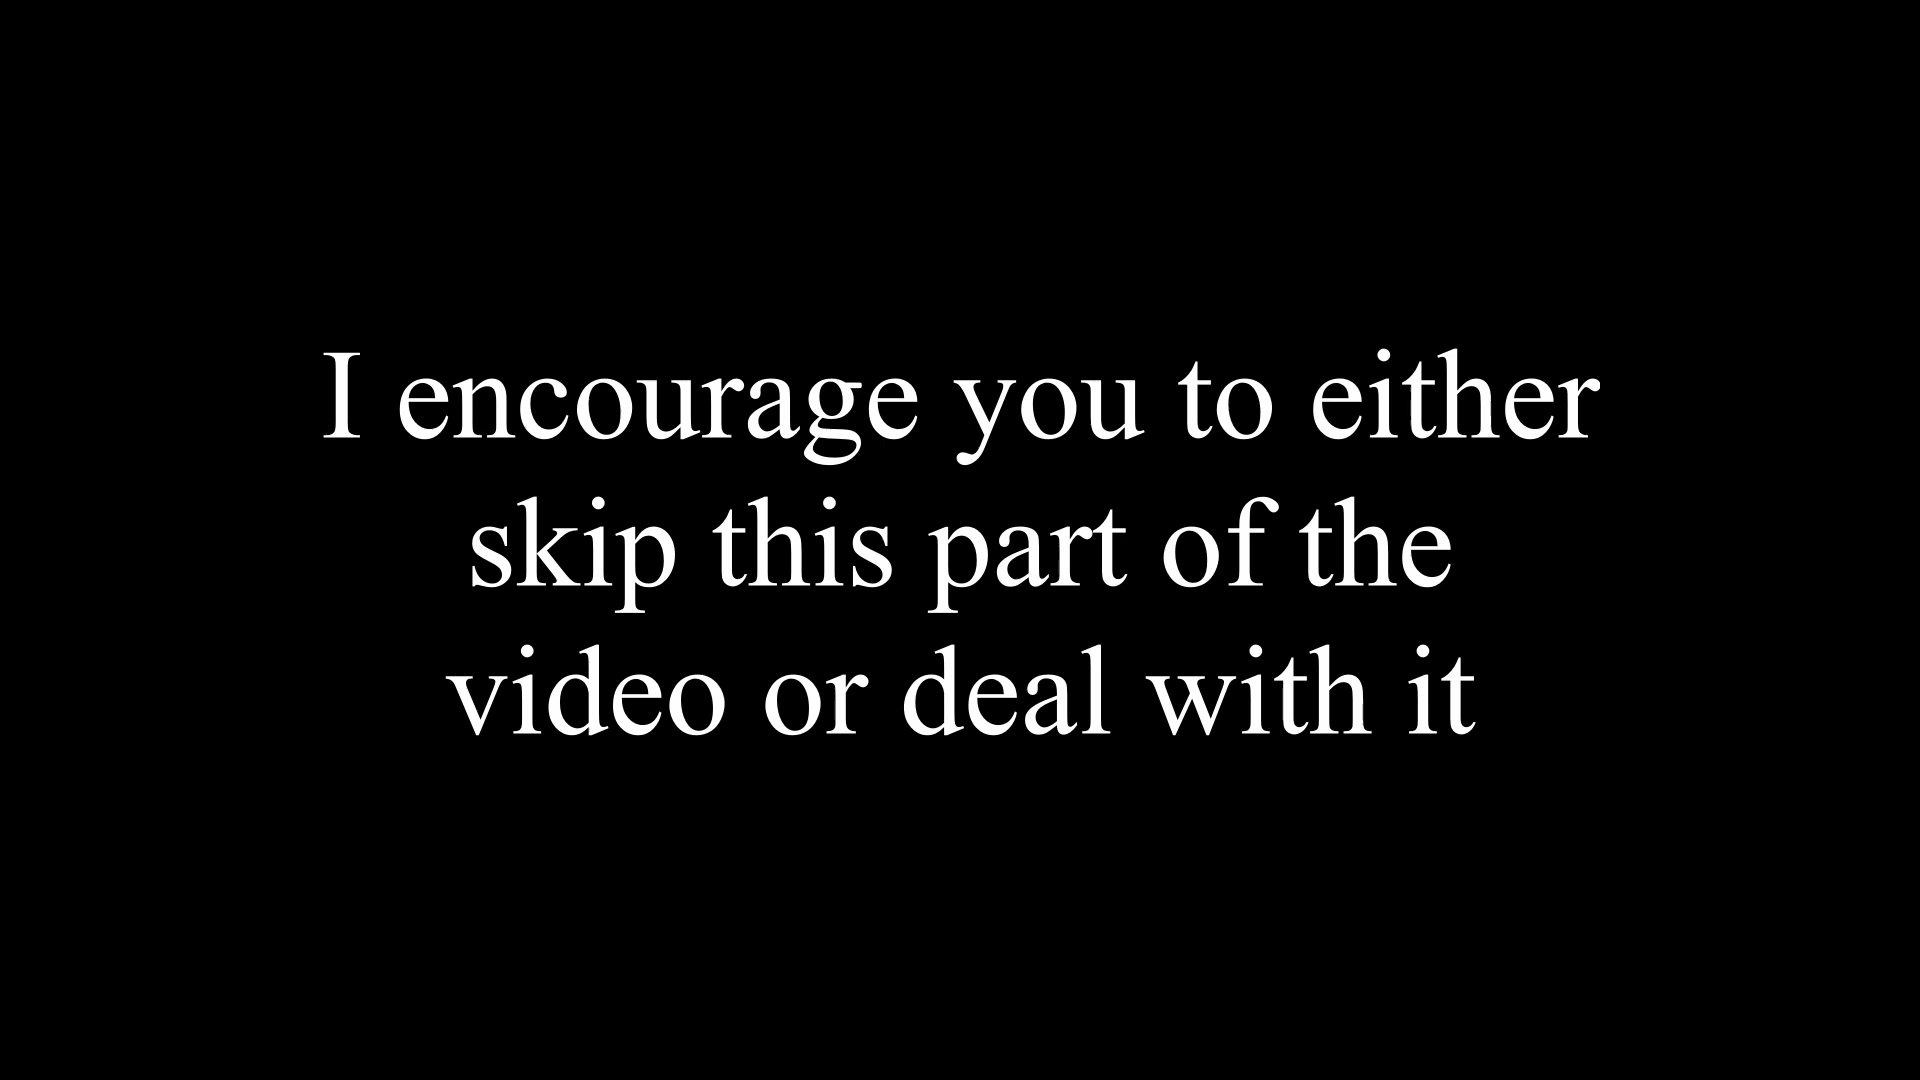 I encourage you to either
skip this part of the
video or deal with it